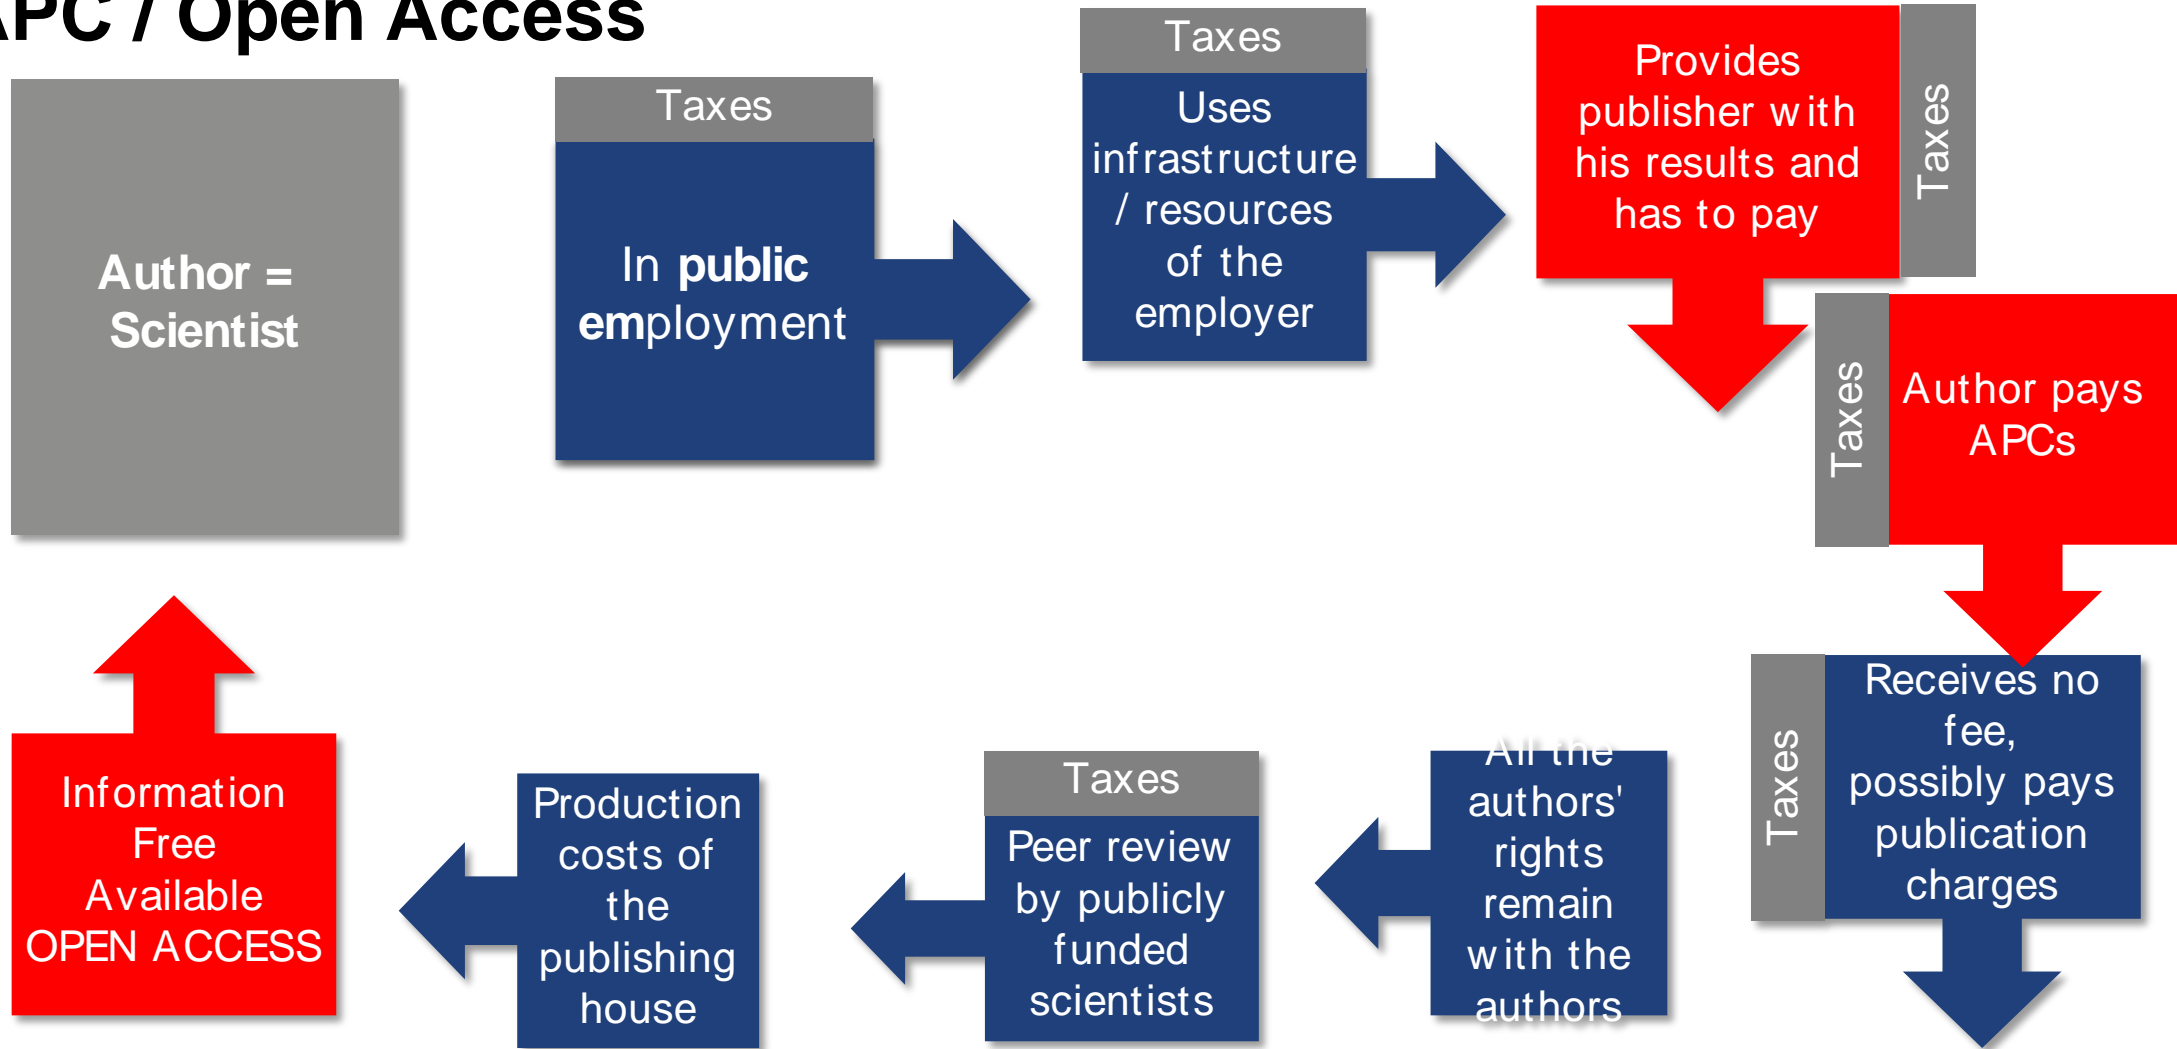 APC / Open Access
Author =
Scientist
Taxes
In public
employment
Taxes
Uses
infrastructure
/ resources
of the
employer
Provides
publisher with
his results and
has to pay
Taxes
Taxes
Author pays
APCs
Taxes
Receives no
fee,
possibly pays
publication
charges
All the
authors'
rights
remain
with the
authors
Taxes
Peer review
by publicly
funded
scientists
Production
costs of
the
publishing
house
Information
Free
Available
OPEN ACCESS